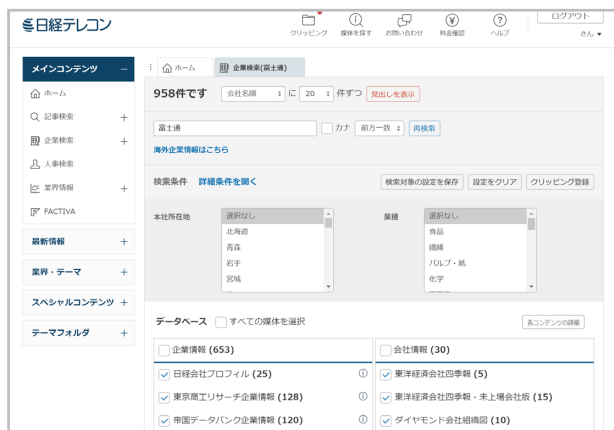 日経テレコン
クリッピング 媒体を探す お問い合わせ 料金確認 ヘルプ ログアウト
さん
メインコンテンツ −
ホーム
記事検索 +
企業検索 +
人事検索
業界情報 +
FACTIVA
最新情報 +
業界・テーマ +
スペシャルコンテンツ +
テーマフォルダ +
ホーム 企業検索(富士通)
958件です 会社名順 に 20 件ずつ 見出しを表示
富士通 カナ 前方一致 再検索
海外企業情報はこちら
検索条件 詳細条件を開く 検索対象の設定を保存 設定をクリア クリッピング登録
本社所在地 選択なし 業種 選択なし
北海道 食品
青森 繊維
岩手 パルプ・紙
宮城 化学
データベース すべての媒体を選択 各コンテンツの詳細
企業情報 (653) 会社情報 (30)
日経会社プロフィル (25) 東洋経済会社四季報 (5)
東京商工リサーチ企業情報 (128) 東洋経済会社四季報・未上場会社版 (15)
帝国データバンク企業情報 (120) ダイヤモンド会社組織図 (10)